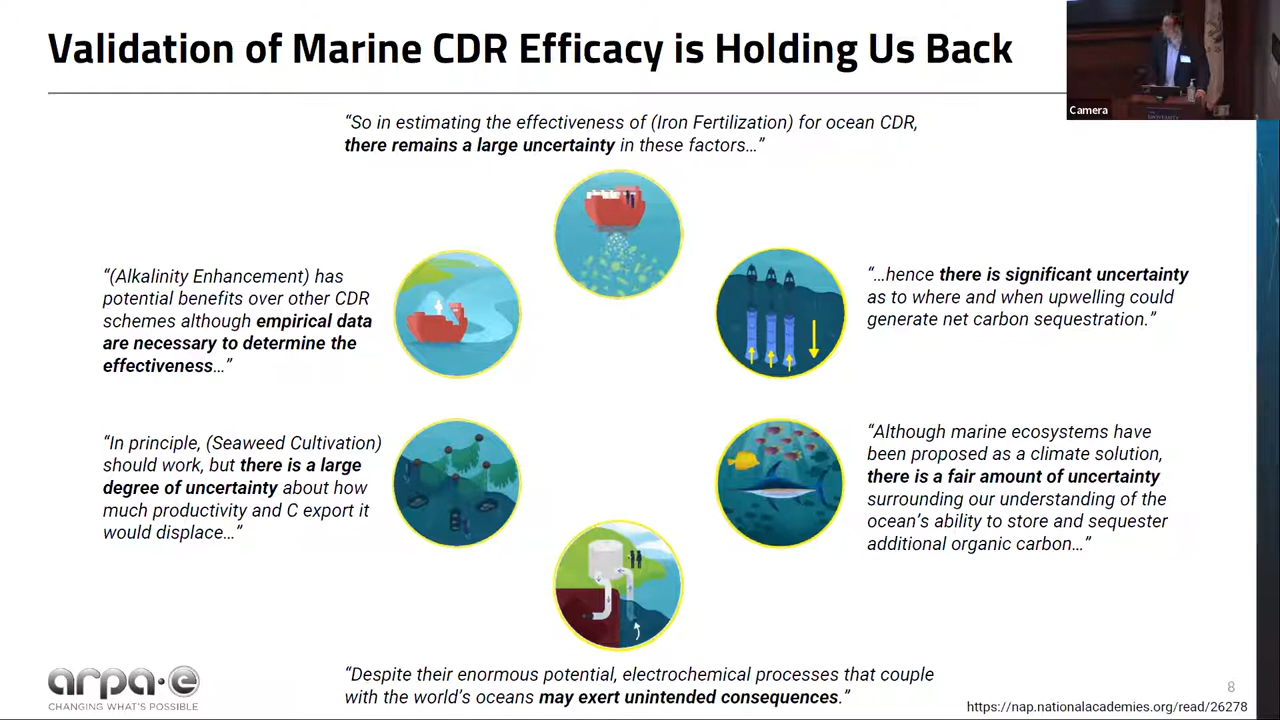 Validation of Marine CDR Efficacy is Holding Us Back
Camera
“So in estimating the effectiveness of (Iron Fertilization) for ocean CDR,
there remains a large uncertainty in these factors…”
“(Alkalinity Enhancement) has
potential benefits over other CDR
schemes although empirical data
are necessary to determine the
effectiveness…”
“…hence there is significant uncertainty
as to where and when upwelling could
generate net carbon sequestration.”
“In principle, (Seaweed Cultivation)
should work, but there is a large
degree of uncertainty about how
much productivity and C export it
would displace…”
“Although marine ecosystems have
been proposed as a climate solution,
there is a fair amount of uncertainty
surrounding our understanding of the
ocean’s ability to store and sequester
additional organic carbon…”
“Despite their enormous potential, electrochemical processes that couple
with the world’s oceans may exert unintended consequences.”
arpa·e
CHANGING WHAT’S POSSIBLE
8
https://nap.nationalacademies.org/read/26278